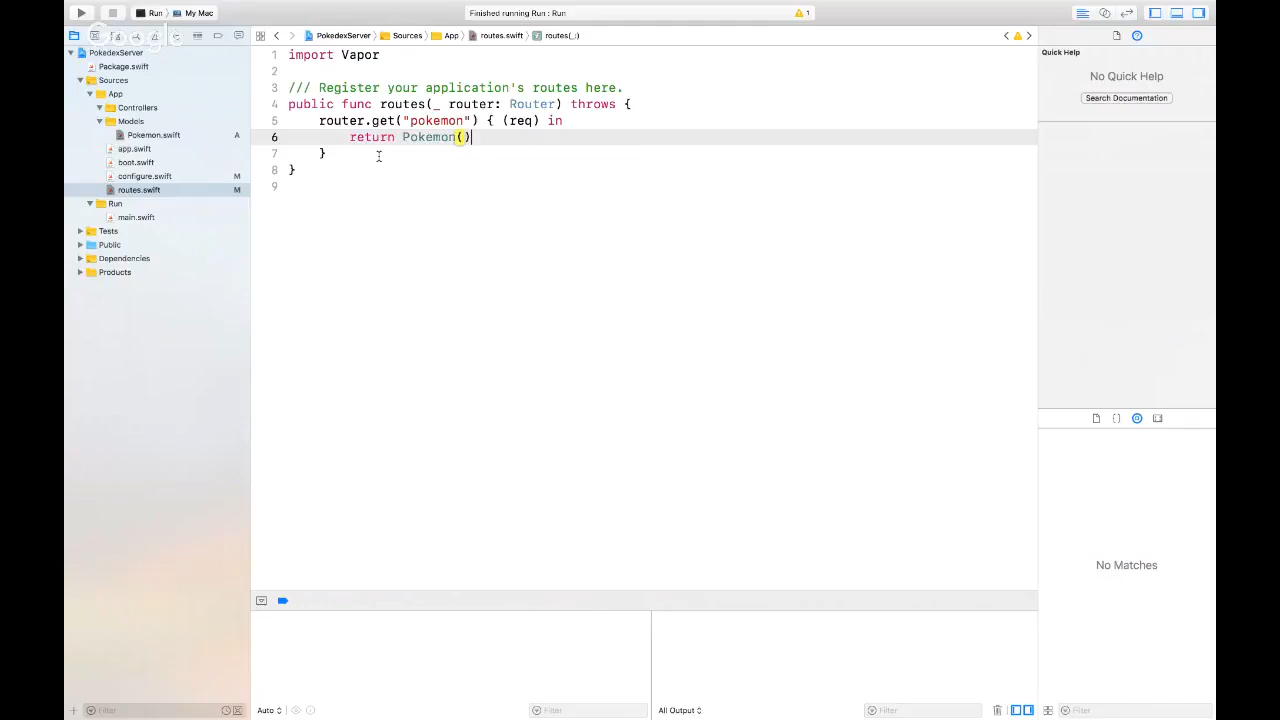 Run
My Mac
Finished running Run : Run
1
Google
PokedexServer
Package.swift
Sources
App
Controllers
Models
Pokemon.swift
A
app.swift
boot.swift
configure.swift
M
routes.swift
M
Run
main.swift
Tests
Public
Dependencies
Products
Filter
PokedexServer
Sources
App
routes.swift
routes(_:)
1 import Vapor
2
3 /// Register your application's routes here.
4 public func routes(_ router: Router) throws {
5 router.get("pokemon") { (req) in
6 return Pokemon()
7 }
8 }
9
Auto
Filter
All Output
Filter
Quick Help
No Quick Help
Search Documentation
No Matches
Filter